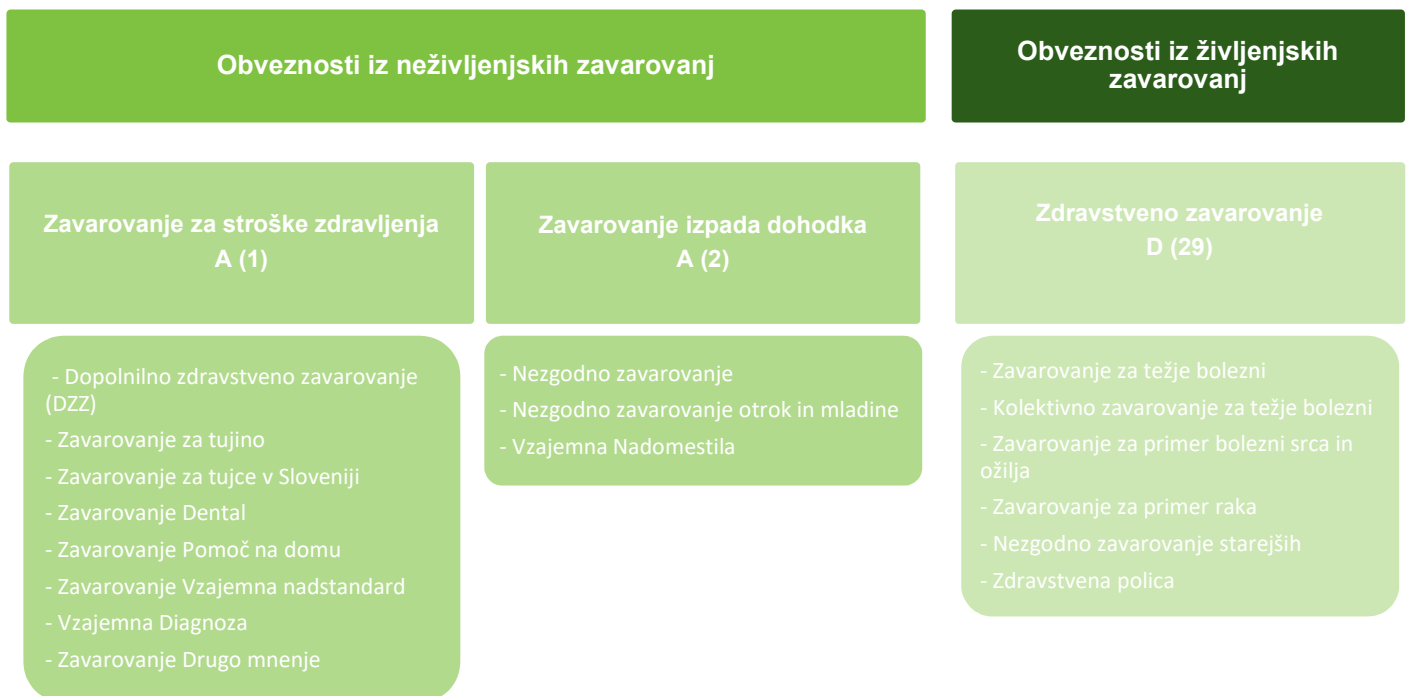 Obveznosti iz neživljenjskih zavarovanj
Obveznosti iz življenjskih
zavarovanj
Zavarovanje za stroške zdravljenja
A (1)
Zavarovanje izpada dohodka
A (2)
Zdravstveno zavarovanje
D (29)
- Dopolnilno zdravstveno zavarovanje
(DZZ)
- Zavarovanje za tujino
- Zavarovanje za tujce v Sloveniji
- Zavarovanje Dental
- Zavarovanje Pomoč na domu
- Zavarovanje Vzajemna nadstandard
- Vzajemna Diagnoza
- Zavarovanje Drugo mnenje
- Nezgodno zavarovanje
- Nezgodno zavarovanje otrok in mladine
- Vzajemna Nadomestila
- Zavarovanje za težje bolezni
- Kolektivno zavarovanje za težje bolezni
- Zavarovanje za primer bolezni srca in
ožilja
- Zavarovanje za primer raka
- Nezgodno zavarovanje starejših
- Zdravstvena polica